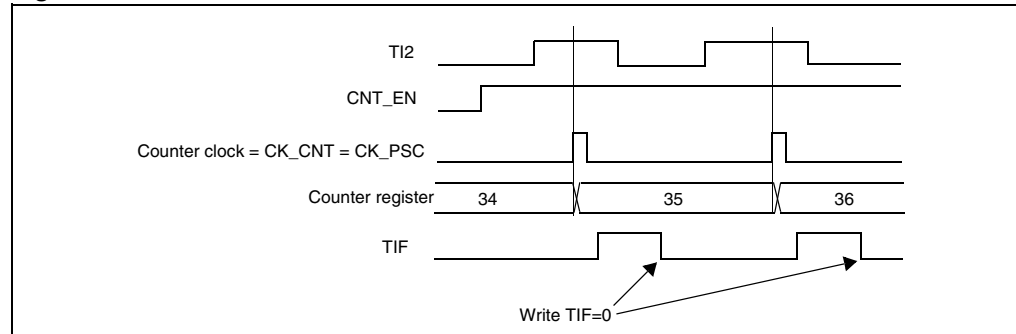 TI2
CNT_EN
Counter clock = CK_CNT = CK_PSC
Counter register 34 35 36
TIF
Write TIF=0